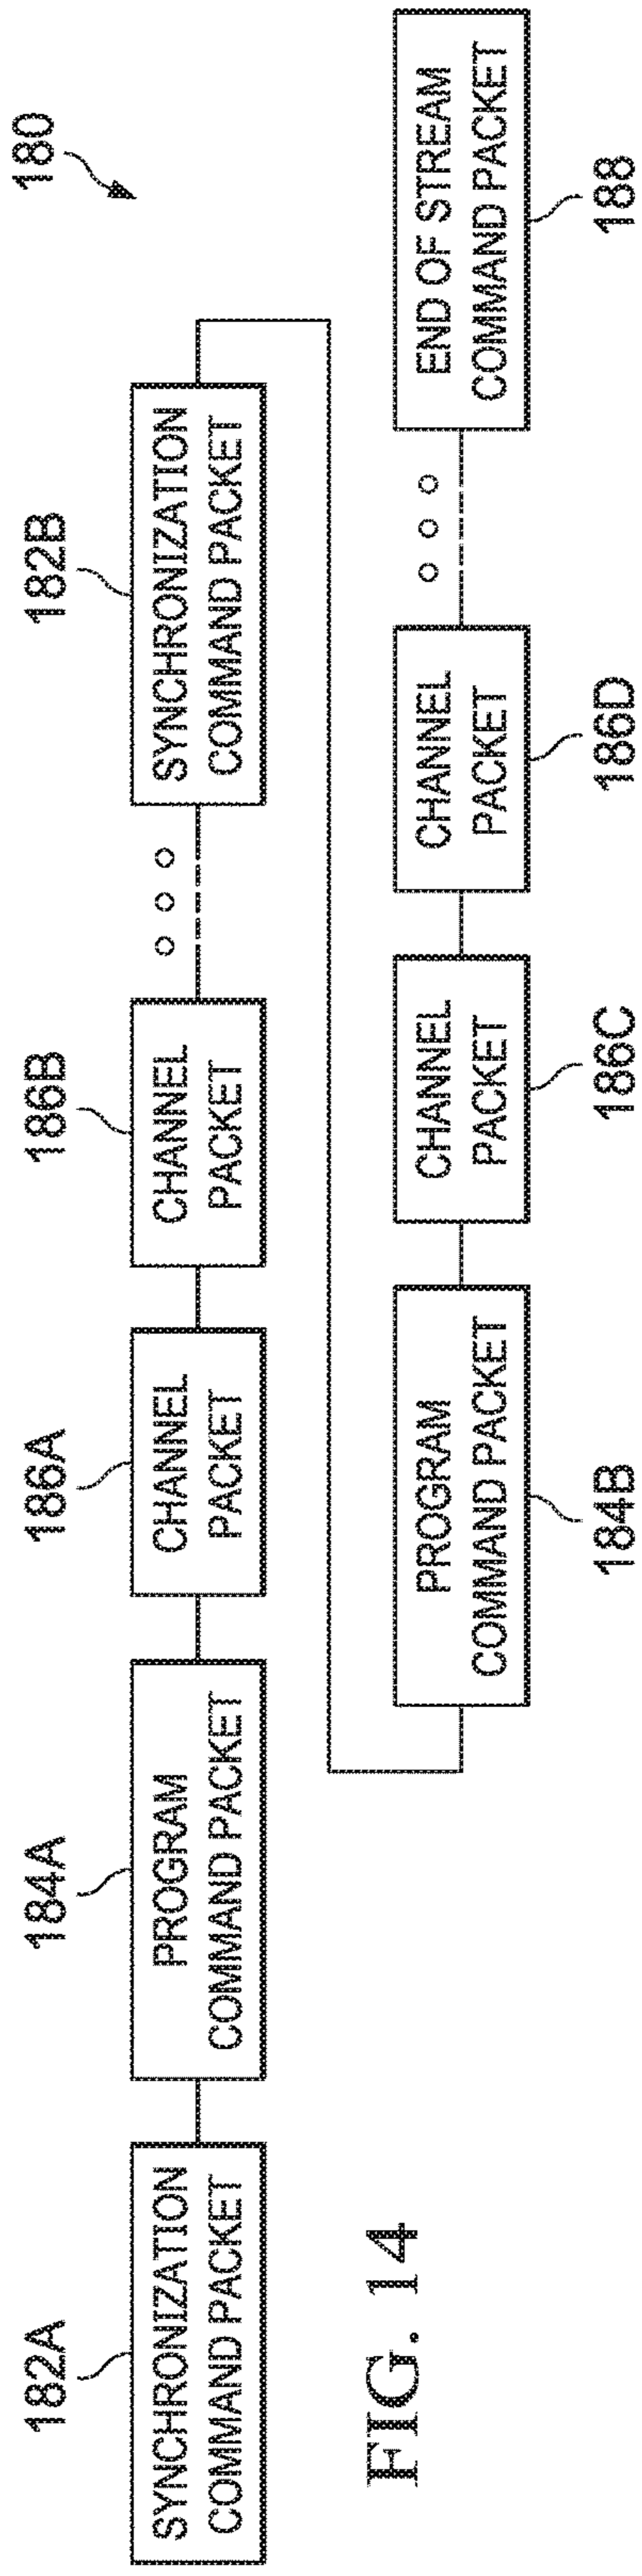 180
182A
SYNCHRONIZATION
COMMAND PACKET
184A
PROGRAM
COMMAND PACKET
186A
CHANNEL
PACKET
186B
CHANNEL
PACKET
182B
SYNCHRONIZATION
COMMAND PACKET
PROGRAM
COMMAND PACKET
184B
CHANNEL
PACKET
186C
CHANNEL
PACKET
186D
END OF STREAM
COMMAND PACKET
188
FIG. 14